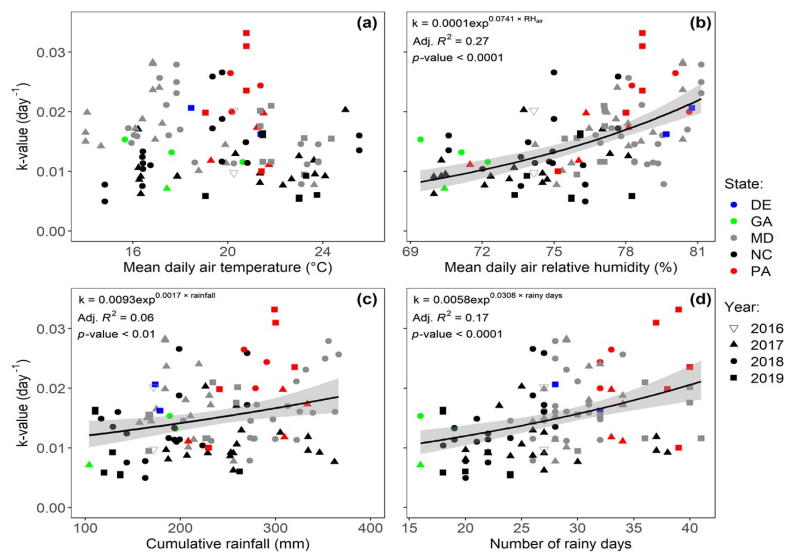 (a)
(b)
k = 0.0001exp^0.0741 × RHair
Adj. R² = 0.27
p-value < 0.0001
k-value (day⁻¹)
0.03
0.02
0.01
0.00
16
20
24
Mean daily air temperature (°C)
69
72
75
78
81
Mean daily air relative humidity (%)
State:
DE
GA
MD
NC
PA
Year:
2016
2017
2018
2019
(c)
k = 0.0093exp^0.0017 × rainfall
Adj. R² = 0.06
p-value < 0.01
(d)
k = 0.0058exp^0.0308 × rainy days
Adj. R² = 0.17
p-value < 0.0001
k-value (day⁻¹)
0.03
0.02
0.01
0.00
100
200
300
400
Cumulative rainfall (mm)
15
20
25
30
35
40
Number of rainy days